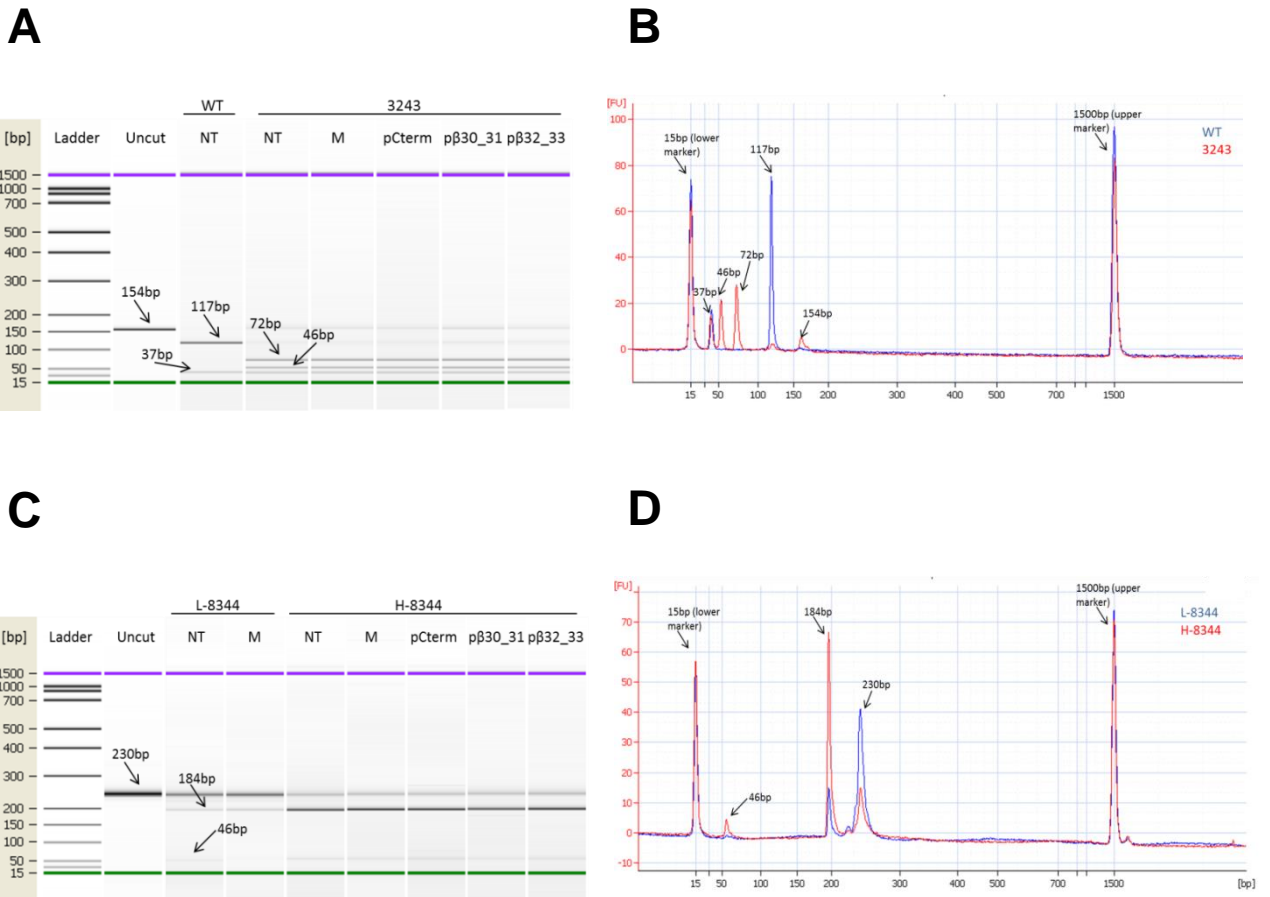 A
B
WT
3243
[bp]
Ladder
Uncut
NT
NT
M
pCterm
pβ30_31
pβ32_33
1500
1000
700
500
400
300
200
150
100
50
15
154bp
117bp
37bp
72bp
46bp
[FU]
100
80
60
40
20
0
15bp (lower
marker)
37bp
46bp
72bp
117bp
154bp
1500bp (upper
marker)
WT
3243
15
50
100
150
200
300
400
500
700
1500
C
D
L-8344
H-8344
[bp]
Ladder
Uncut
NT
M
NT
M
pCterm
pβ30_31
pβ32_33
1500
1000
700
500
400
300
200
150
100
50
15
230bp
184bp
46bp
[FU]
70
60
50
40
30
20
10
0
-10
15bp (lower
marker)
46bp
184bp
230bp
1500bp (upper
marker)
L-8344
H-8344
15
50
100
150
200
300
400
500
700
1500
[bp]